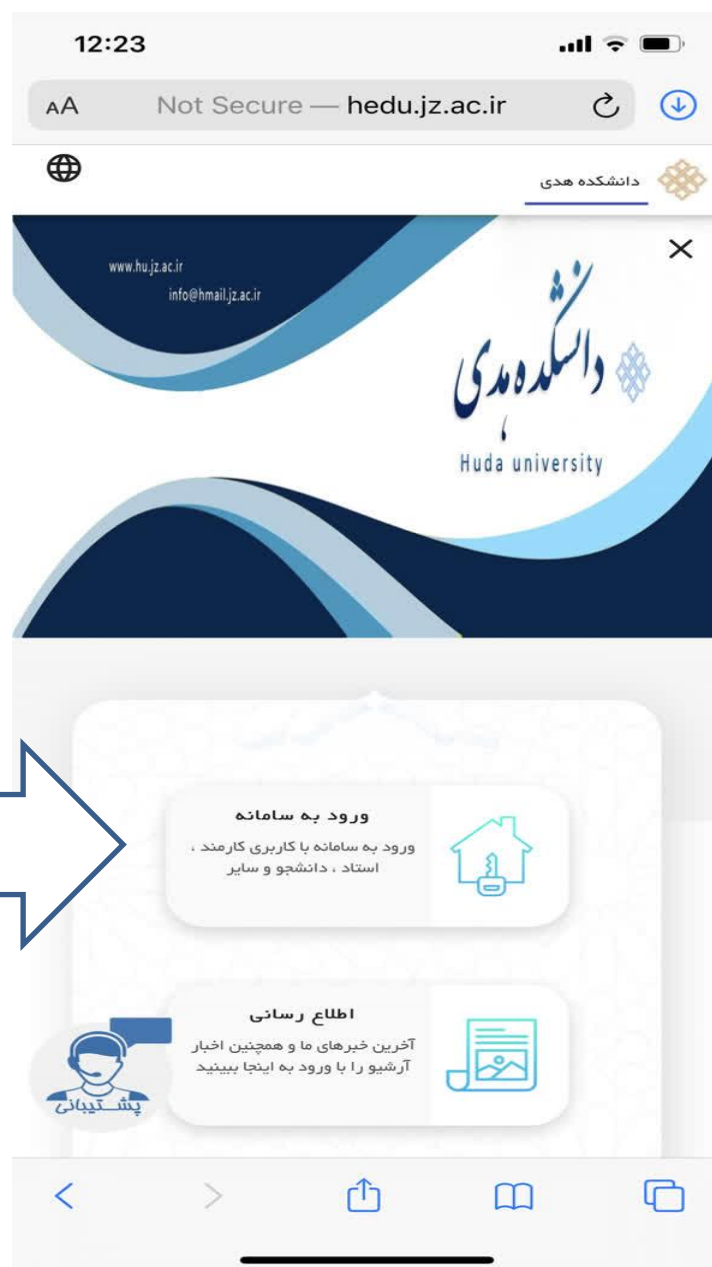 12:23
AA Not Secure — hedu.jz.ac.ir
دانشکده هدی
www.hu.jz.ac.ir
info@hmail.jz.ac.ir
دانشکده هدی
Huda university
ورود به سامانه
ورود به سامانه با کاربری کارمند ،
استاد ، دانشجو و سایر
اطلاع رسانی
آخرین خبرهای ما و همچنین اخبار
آرشیو را با ورود به اینجا ببینید
پشتیبانی